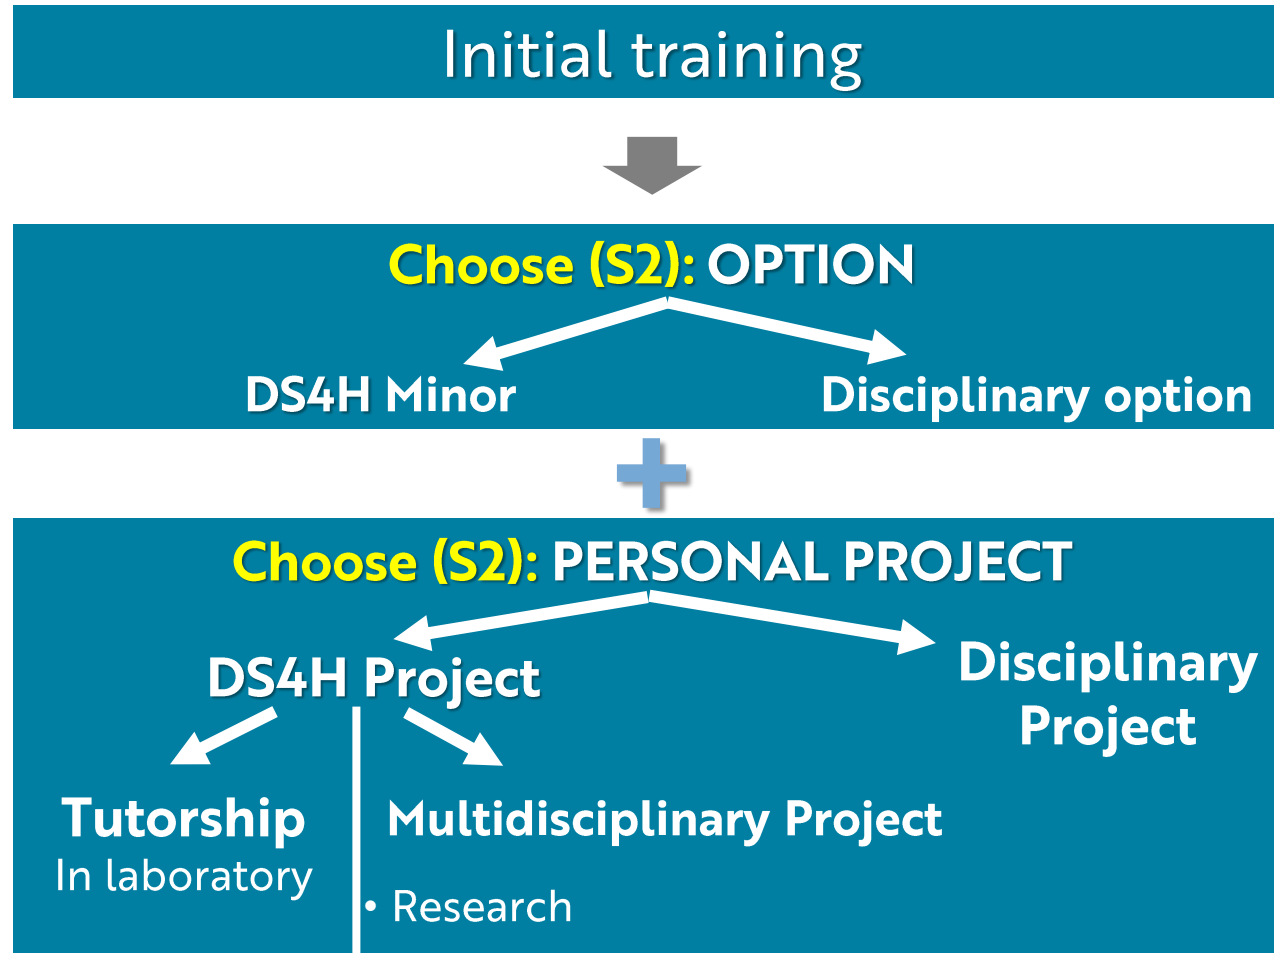 Initial training
Choose (S2): OPTION
DS4H Minor
Disciplinary option
Choose (S2): PERSONAL PROJECT
DS4H Project
Disciplinary
Project
Tutorship
In laboratory
Multidisciplinary Project
• Research